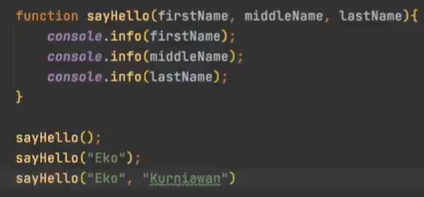 function sayHello(firstName, middleName, lastName){
    console.info(firstName);
    console.info(middleName);
    console.info(lastName);
}

sayHello();
sayHello("Eko");
sayHello("Eko", "Kurniawan")